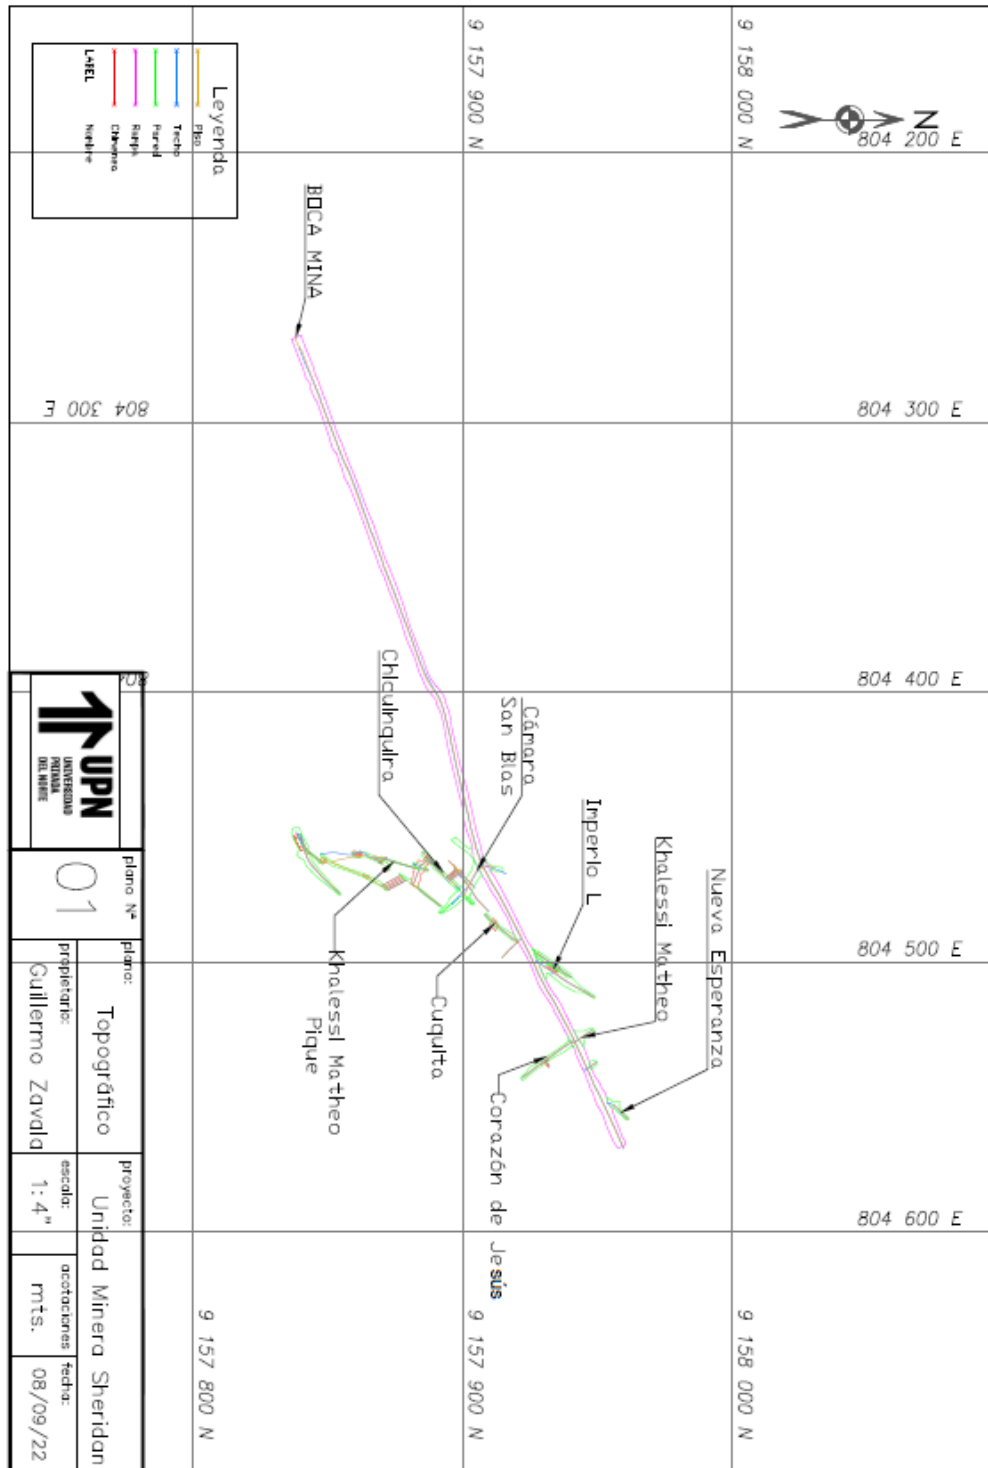 Leyenda
Piso
Techo
Pared
Rampa
Chimenea
LABEL Nombre
N
9 157 900 N
9 158 000 N
804 200 E
804 300 E
804 300 E
804 400 E
804
804 500 E
804 600 E
9 157 800 N
9 157 900 N
9 158 000 N
BOCA MINA
Chiquinquira
Cámara
San Blas
Imperio L
Khalessi Matheo
Nueva Esperanza
Khalessi Matheo
Pique
Cuquita
Corazón de Jesús
UPN
UNIVERSIDAD
PRIVADA
DEL NORTE
plano Nº
01
plano:
Topográfico
proyecto:
Unidad Minera Sheridan
propietario:
Guillermo Zavala
escala:
1:4"
acotaciones
mts.
fecha:
08/09/22